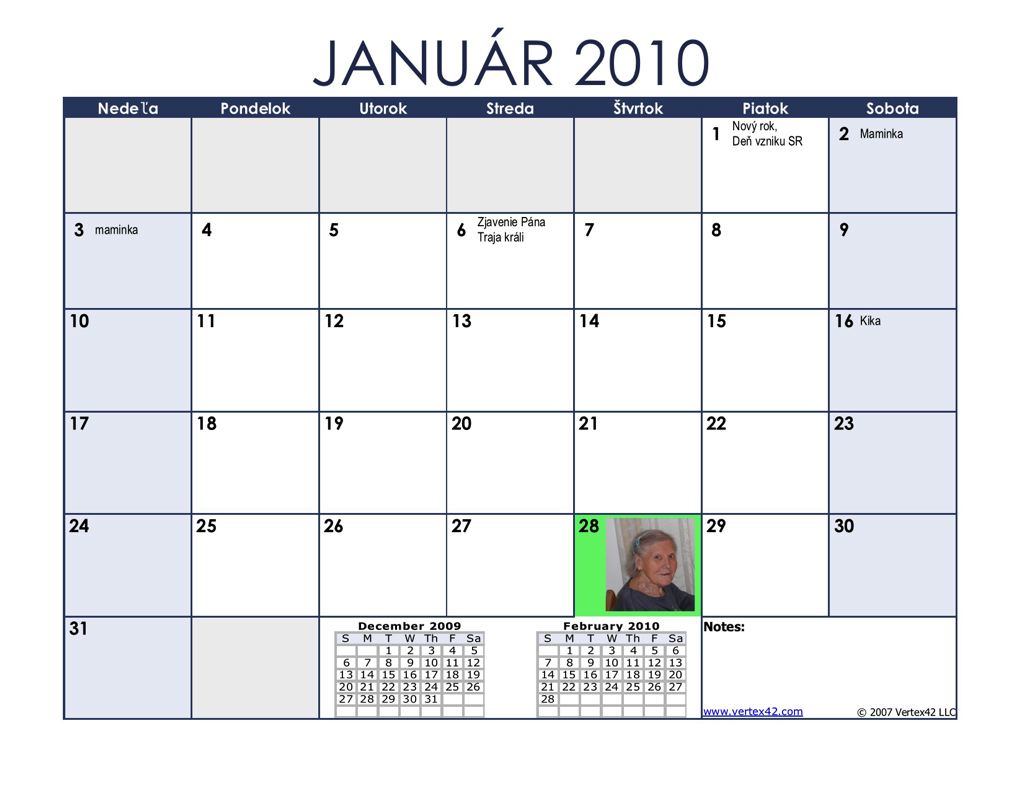 JANUÁR 2010
Nedeľa Pondelok Utorok Streda Štvrtok Piatok Sobota
1 Nový rok,
Deň vzniku SR
2 Maminka
3 maminka
4
5
6 Zjavenie Pána
Traja králi
7
8
9
10 11 12 13 14 15 16 Kika
17 18 19 20 21 22 23
24 25 26 27 28 29 30
31
December 2009
S M T W Th F Sa
1 2 3 4 5
6 7 8 9 10 11 12
13 14 15 16 17 18 19
20 21 22 23 24 25 26
27 28 29 30 31
February 2010
S M T W Th F Sa
1 2 3 4 5 6
7 8 9 10 11 12 13
14 15 16 17 18 19 20
21 22 23 24 25 26 27
28
Notes:
www.vertex42.com © 2007 Vertex42 LLC